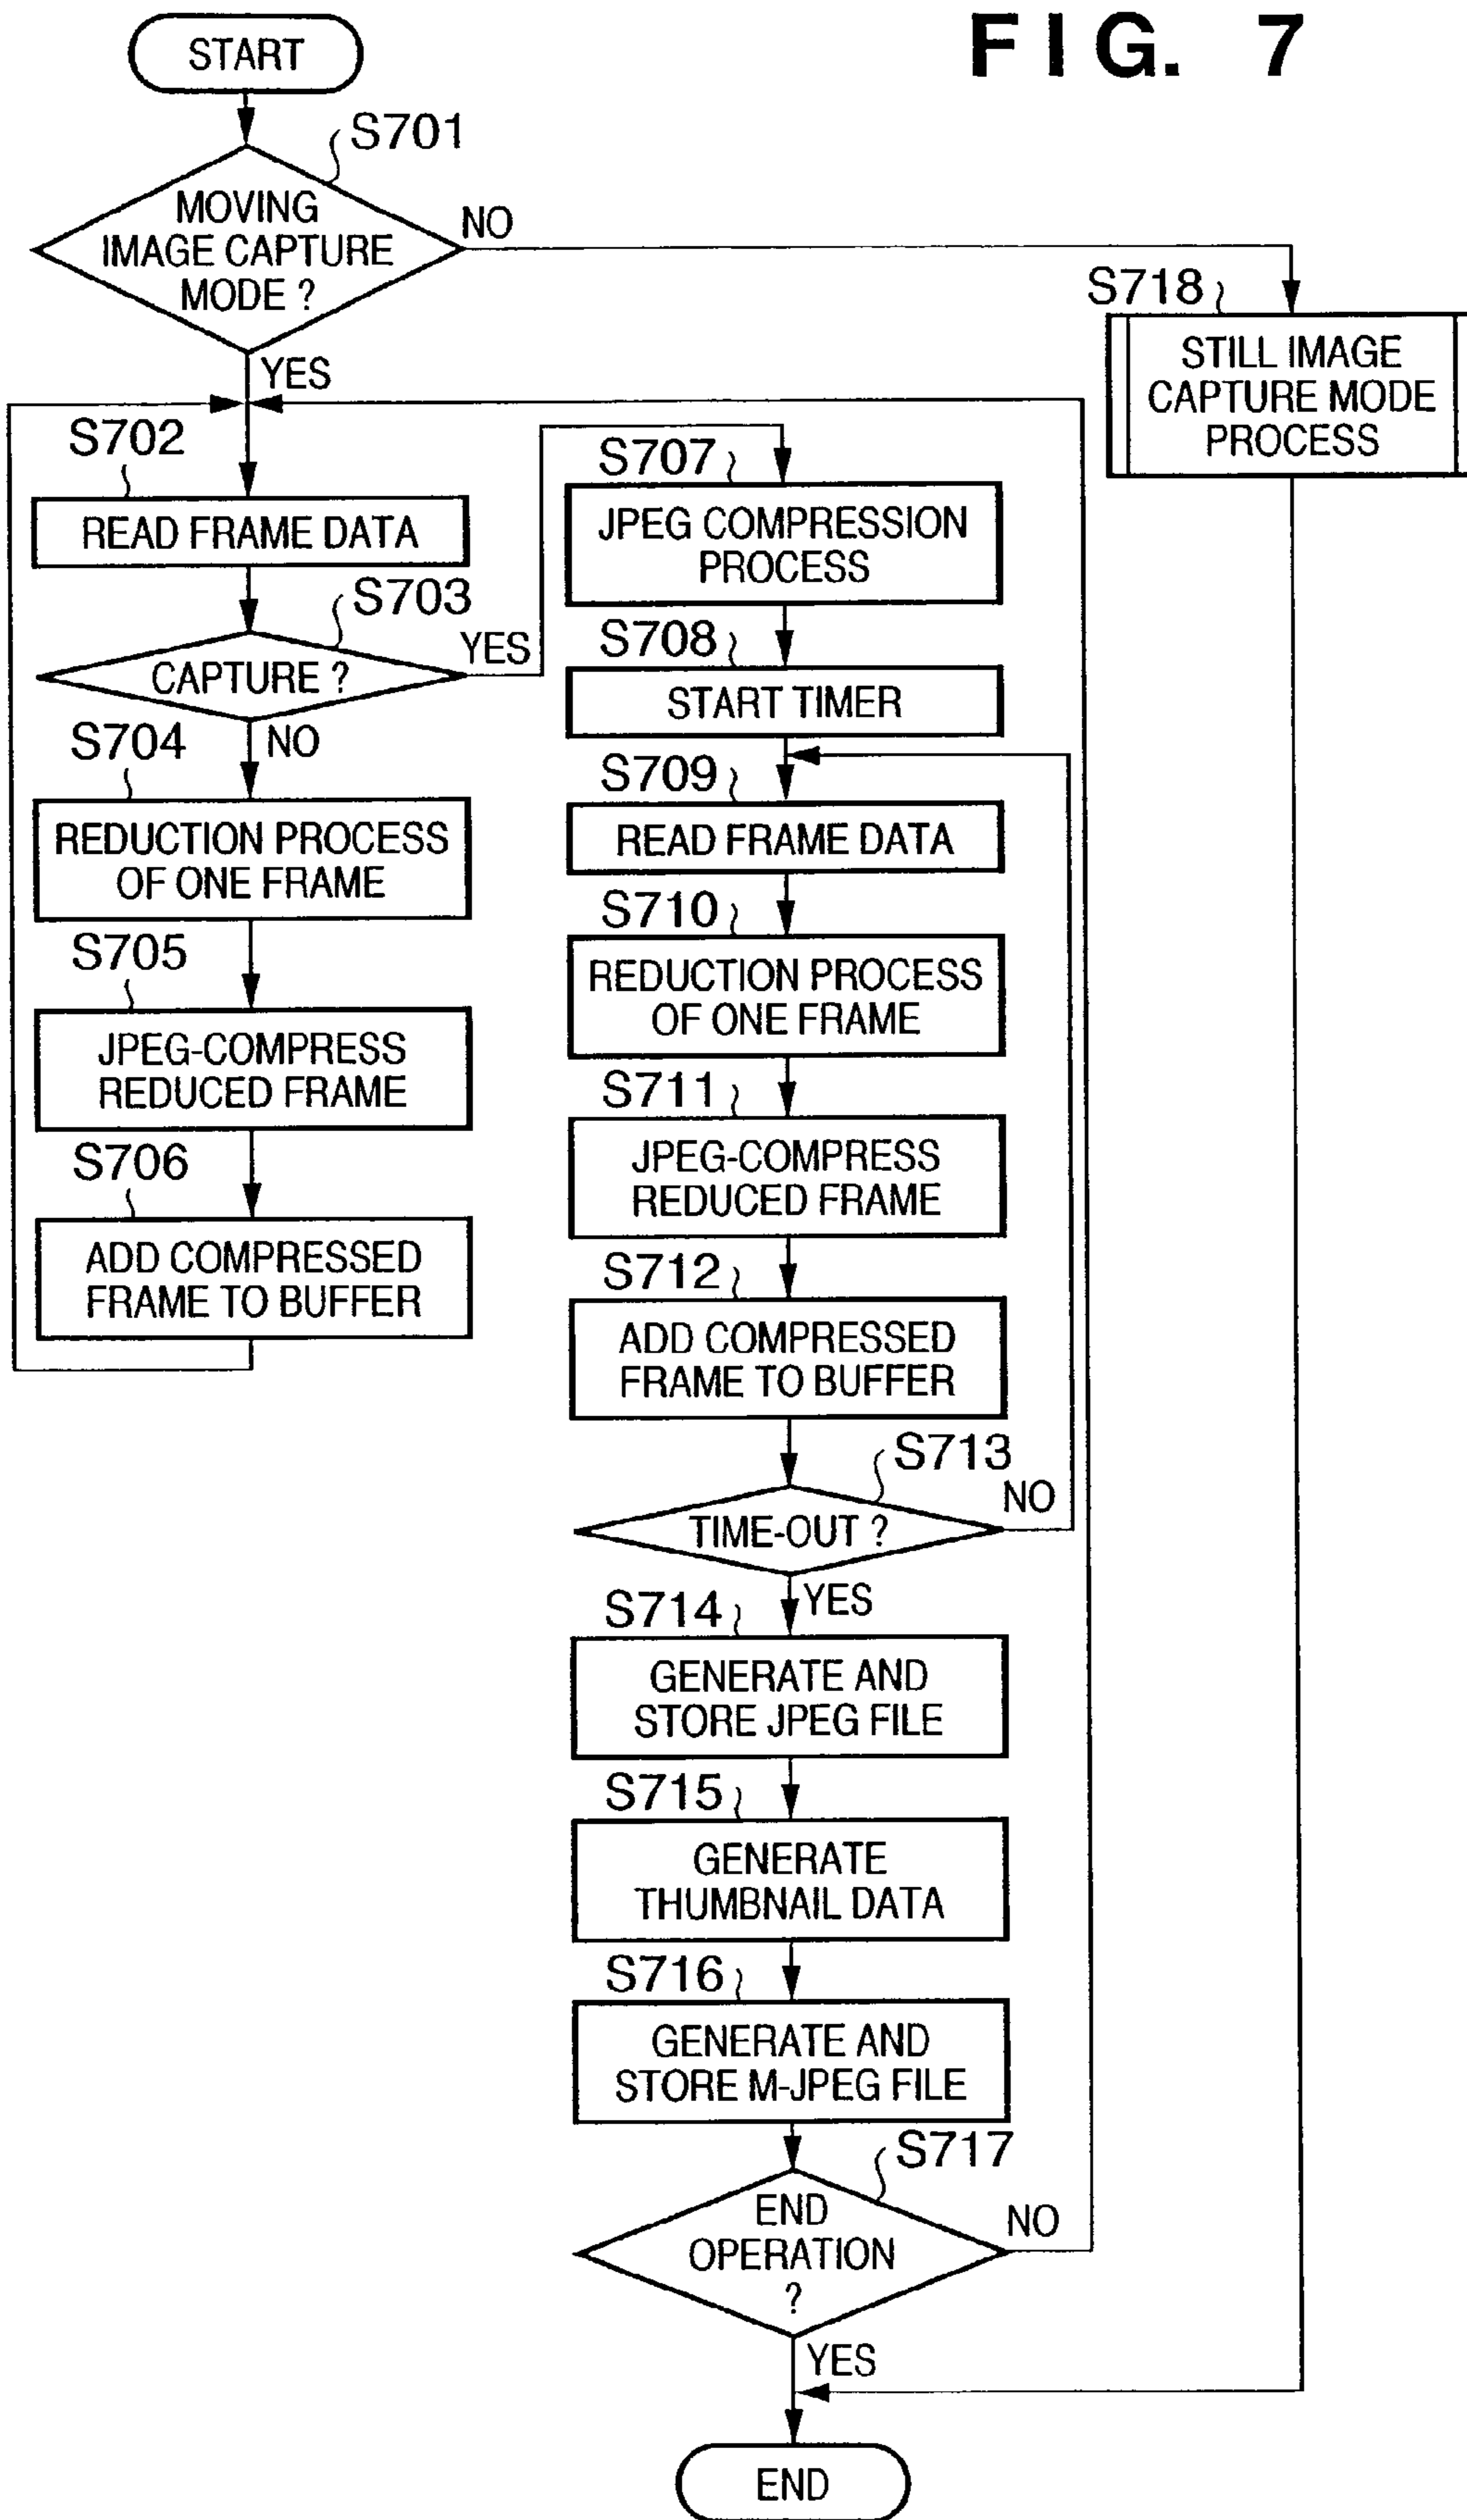 FIG. 7
START
S701
MOVING
IMAGE CAPTURE
MODE ?
NO
YES
S718
STILL IMAGE
CAPTURE MODE
PROCESS
S702
READ FRAME DATA
S703
CAPTURE ?
YES
NO
S704
REDUCTION PROCESS
OF ONE FRAME
S705
JPEG-COMPRESS
REDUCED FRAME
S706
ADD COMPRESSED
FRAME TO BUFFER
S707
JPEG COMPRESSION
PROCESS
S708
START TIMER
S709
READ FRAME DATA
S710
REDUCTION PROCESS
OF ONE FRAME
S711
JPEG-COMPRESS
REDUCED FRAME
S712
ADD COMPRESSED
FRAME TO BUFFER
S713
TIME-OUT ?
NO
YES
S714
GENERATE AND
STORE JPEG FILE
S715
GENERATE
THUMBNAIL DATA
S716
GENERATE AND
STORE M-JPEG FILE
S717
END
OPERATION
?
NO
YES
END